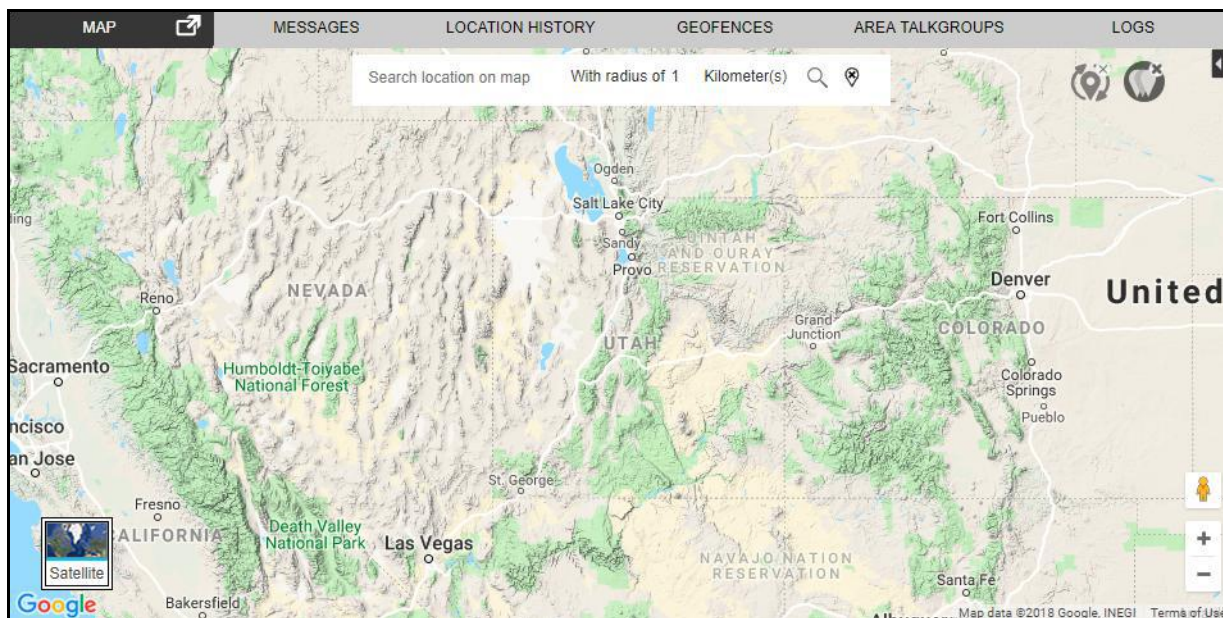 MAP
MESSAGES
LOCATION HISTORY
GEOFENCES
AREA TALKGROUPS
LOGS
Search location on map
With radius of 1
Kilometer(s)
Ogden
Salt Lake City
Sandy
Provo
UINTAH
AND OURAY
RESERVATION
Fort Collins
Denver
United
Reno
NEVADA
UTAH
Grand
Junction
COLORADO
Sacramento
Humboldt-Toiyabe
National Forest
Colorado
Springs
Pueblo
ncisco
an Jose
St. George
Fresno
CALIFORNIA
Death Valley
National Park
Las Vegas
NAVAJO NATION
RESERVATION
Santa Fe
Satellite
Google
Bakersfield
Map data ©2018 Google, INEGI
Terms of Use